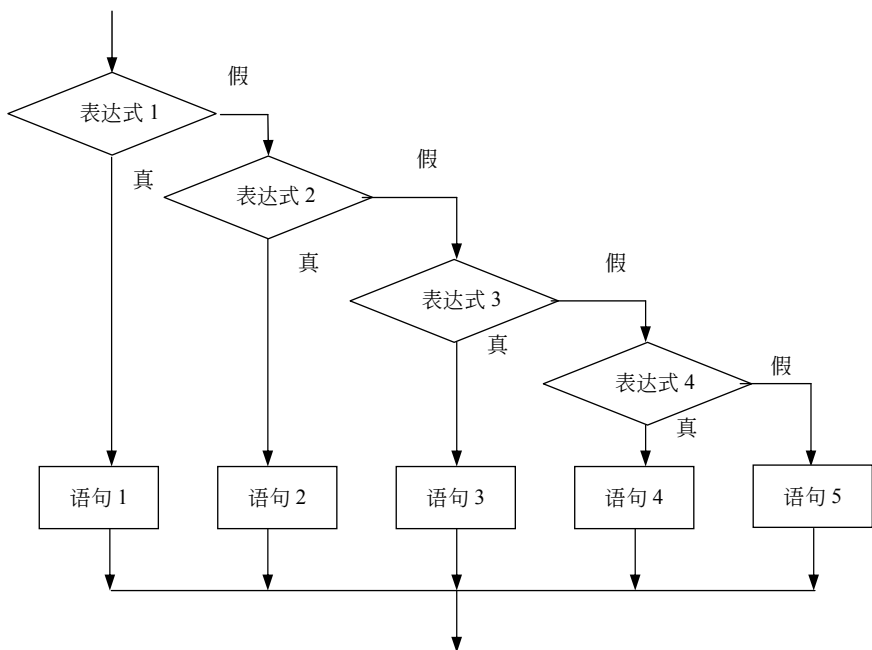 假
表达式 1
真
假
表达式 2
真
假
表达式 3
真
假
表达式 4
真
语句 1
语句 2
语句 3
语句 4
语句 5